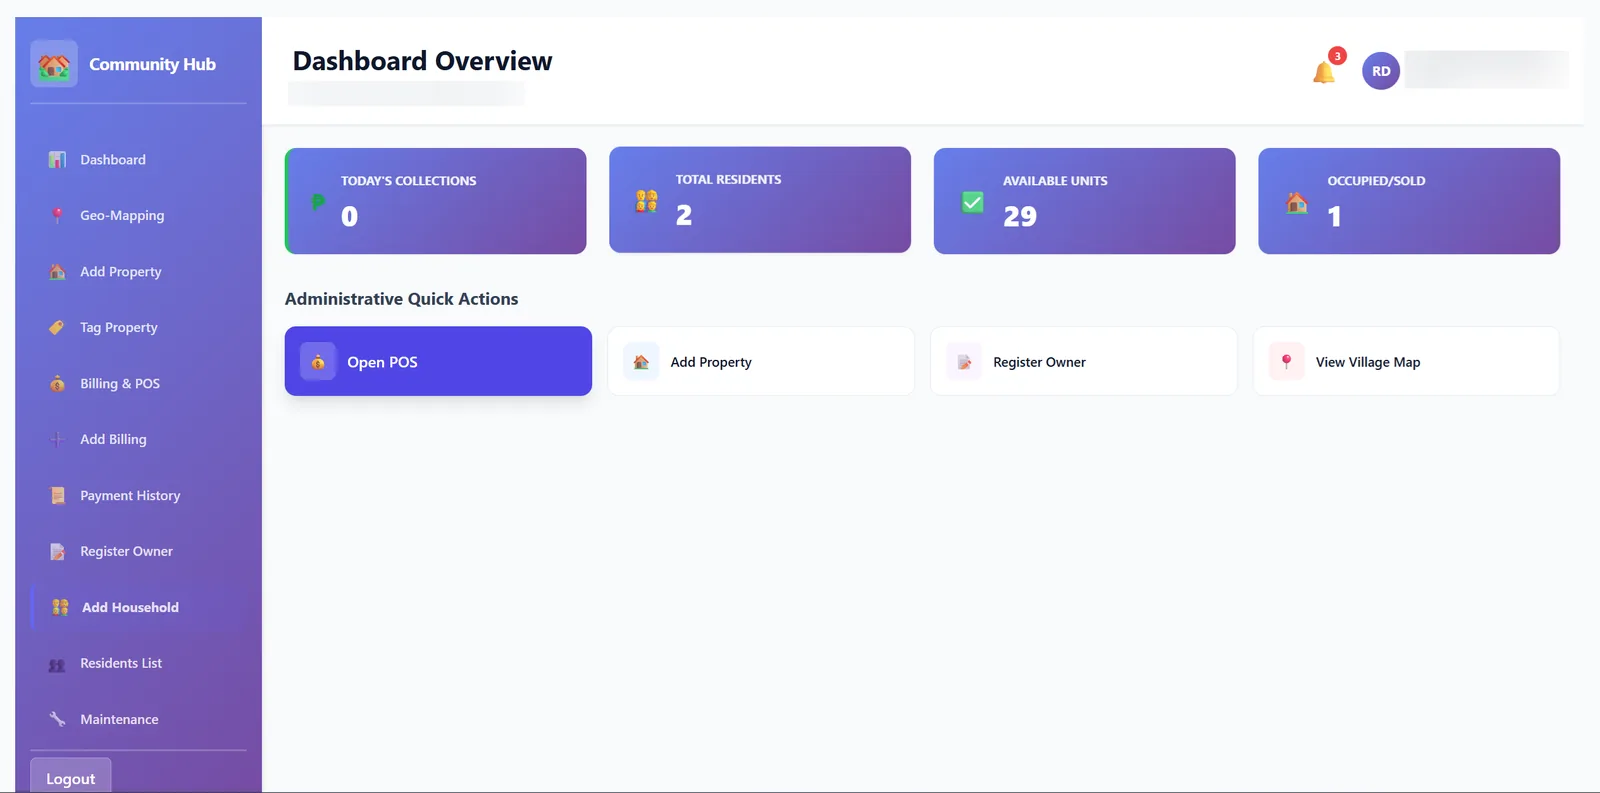 Community Hub
Dashboard
Geo-Mapping
Add Property
Tag Property
Billing & POS
Add Billing
Payment History
Register Owner
Add Household
Residents List
Maintenance
Logout
Dashboard Overview
3
RD
TODAY'S COLLECTIONS
0
TOTAL RESIDENTS
2
AVAILABLE UNITS
29
OCCUPIED/SOLD
1
Administrative Quick Actions
Open POS
Add Property
Register Owner
View Village Map